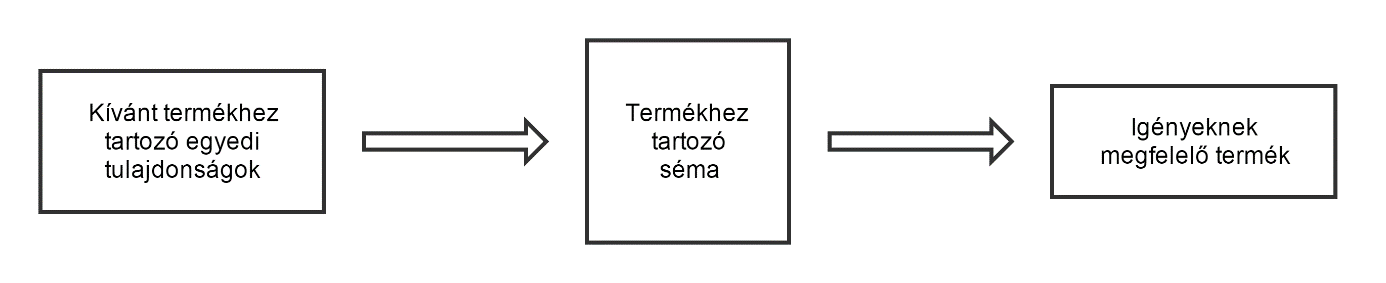 Kívánt termékhez
tartozó egyedi
tulajdonságok
Termékhez
tartozó
séma
Igényeknek
megfelelő termék